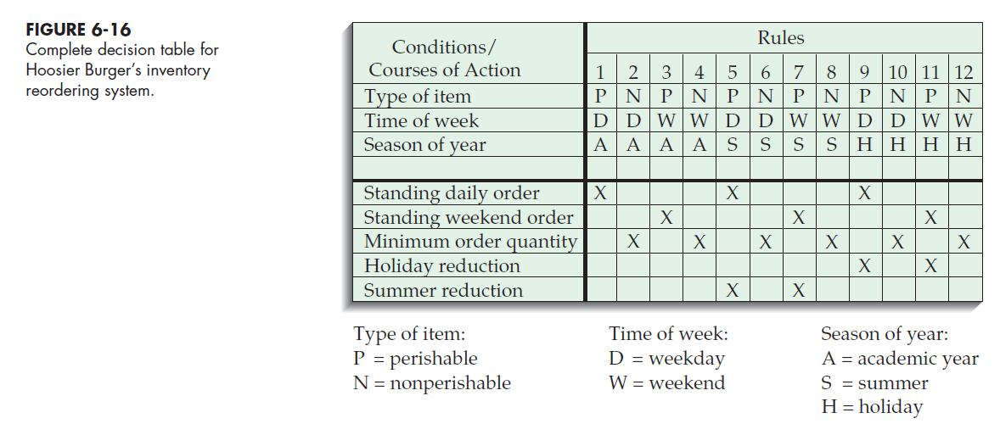 FIGURE 6-16
Complete decision table for
Hoosier Burger's inventory
reordering system.
Conditions/
Courses of Action
Rules
1 2 3 4 5 6 7 8 9 10 11 12
Type of item P N P N P N P N P N P N
Time of week D D W W D D W W D D W W
Season of year A A A A S S S S H H H H
Standing daily order X X X
Standing weekend order X X X
Minimum order quantity X X X X X X
Holiday reduction X X
Summer reduction X X
Type of item:
P = perishable
N = nonperishable
Time of week:
D = weekday
W = weekend
Season of year:
A = academic year
S = summer
H = holiday